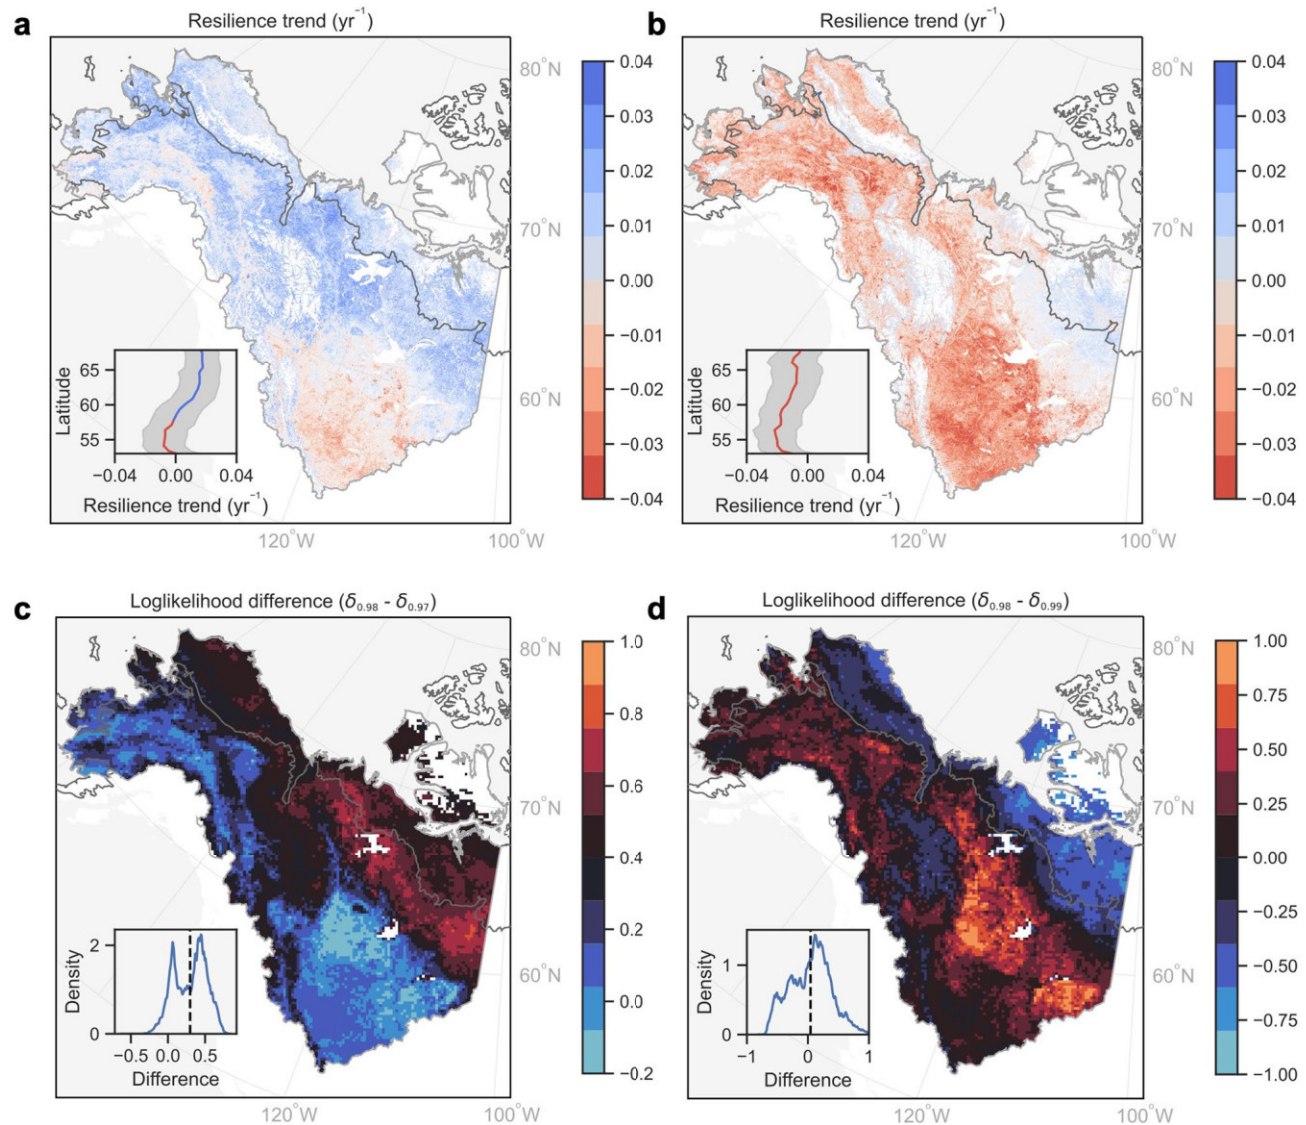 a
Resilience trend (yr⁻¹)
80°N
70°N
60°N
120°W
100°W
0.04
0.03
0.02
0.01
0.00
−0.01
−0.02
−0.03
−0.04
Latitude
65
60
55
−0.04
0.00
0.04
Resilience trend (yr⁻¹)
b
Resilience trend (yr⁻¹)
80°N
70°N
60°N
120°W
100°W
0.04
0.03
0.02
0.01
0.00
−0.01
−0.02
−0.03
−0.04
Latitude
65
60
55
−0.04
0.00
0.04
Resilience trend (yr⁻¹)
c
Loglikelihood difference (δ0.98 - δ0.97)
80°N
70°N
60°N
120°W
100°W
1.0
0.8
0.6
0.4
0.2
0.0
−0.2
Density
2
0
−0.5
0.0
0.5
Difference
d
Loglikelihood difference (δ0.98 - δ0.99)
80°N
70°N
60°N
120°W
100°W
1.00
0.75
0.50
0.25
0.00
−0.25
−0.50
−0.75
−1.00
Density
1
0
−1
0
1
Difference